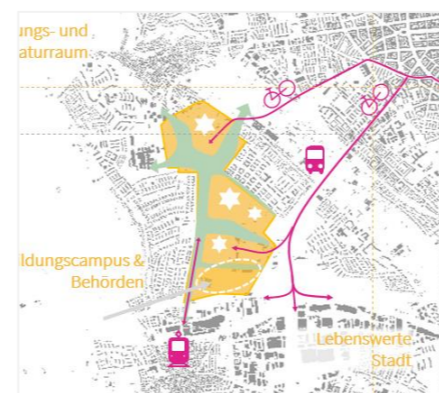 ungs- und
aturraum
ldungscampus &
Behörden
Lebenswerte
Stadt